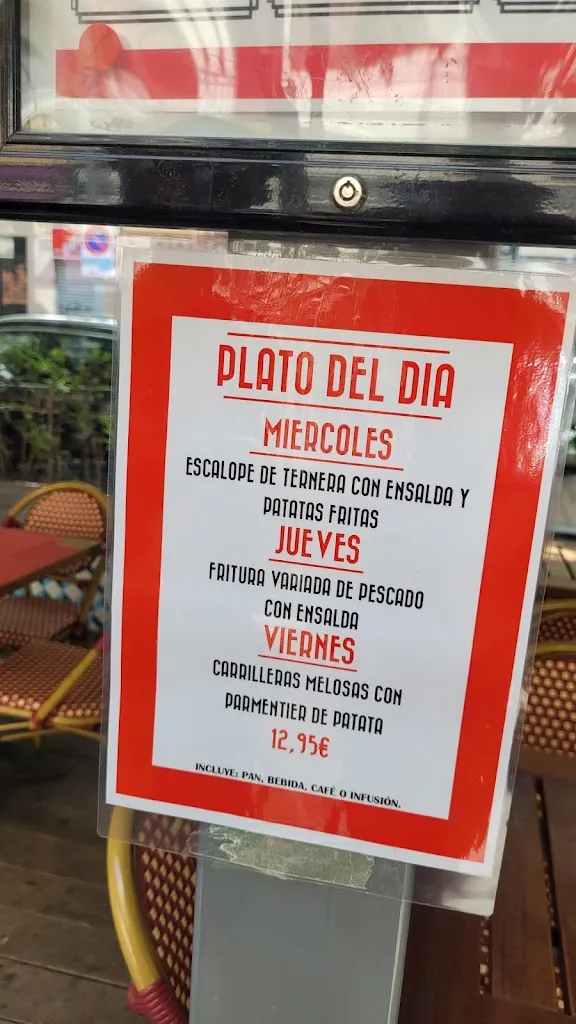 PLATO DEL DIA
MIERCOLES
ESCALOPE DE TERNERA CON ENSALDA Y
PATATAS FRITAS
JUEVES
FRITURA VARIADA DE PESCADO
CON ENSALDA
VIERNES
CARRILLERAS MELOSAS CON
PARMENTIER DE PATATA
12,95€
INCLUYE: PAN, BEBIDA, CAFÉ O INFUSIÓN.